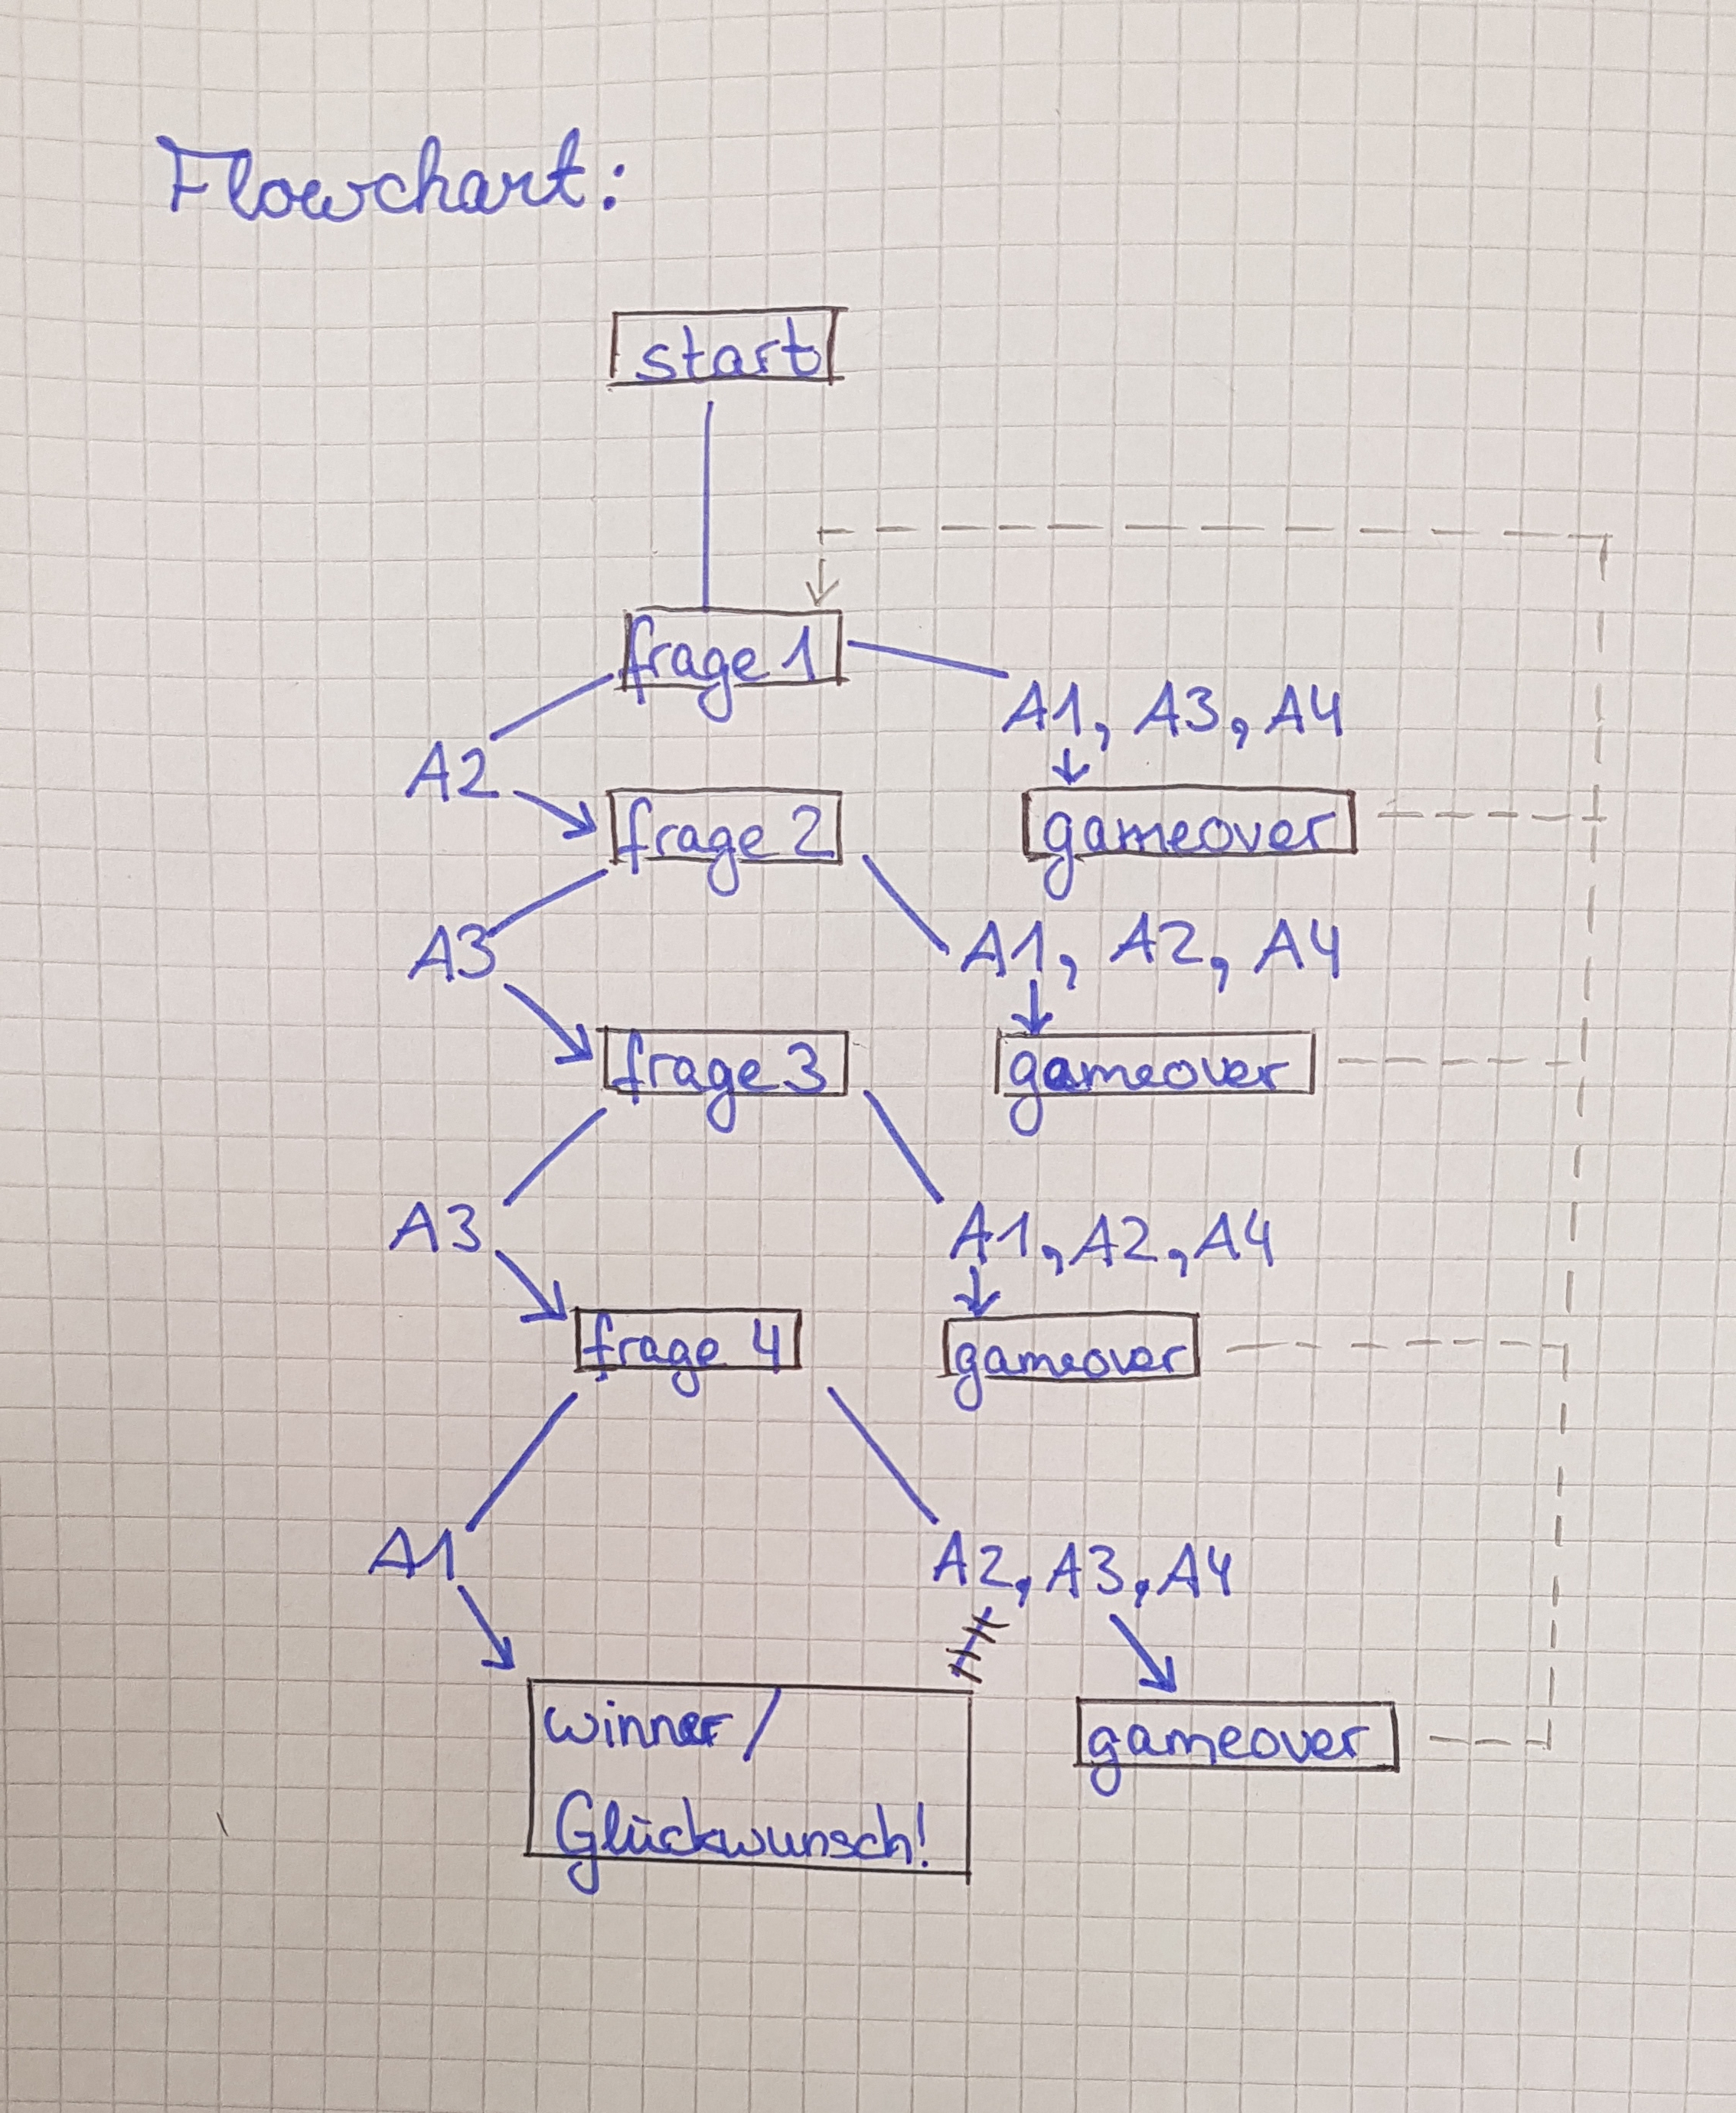 Flowchart:
start
frage 1
A1, A3, A4
A2
frage 2
gameover
A3
A1, A2, A4
frage 3
gameover
A3
A1, A2, A4
frage 4
gameover
A1
A2, A3, A4
winner /
Glückwunsch!
gameover